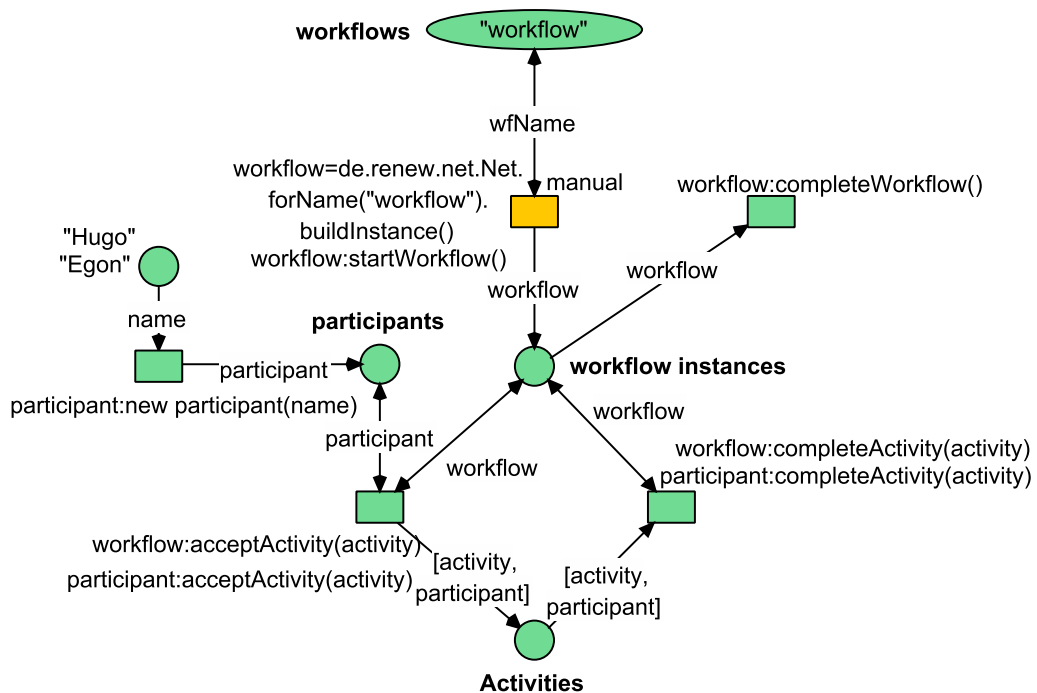 workflows
"workflow"
wfName
workflow=de.renew.net.Net.
forName("workflow").
buildInstance()
workflow:startWorkflow()
manual
workflow:completeWorkflow()
"Hugo"
"Egon"
workflow
workflow
name
participants
participant
workflow instances
participant:new participant(name)
workflow
participant
workflow
workflow:completeActivity(activity)
participant:completeActivity(activity)
workflow:acceptActivity(activity)
participant:acceptActivity(activity)
[activity,
participant]
[activity,
participant]
Activities